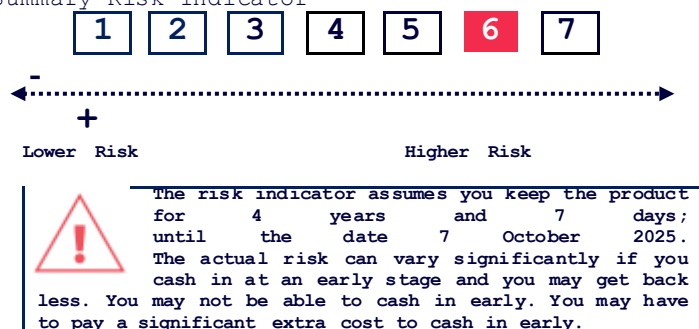 Summary Risk Indicator
1 2 3 4 5 6 7
-
+
Lower Risk Higher Risk
The risk indicator assumes you keep the product
for 4 years and 7 days;
until the date 7 October 2025.
The actual risk can vary significantly if you
cash in at an early stage and you may get back
less. You may not be able to cash in early. You may have
to pay a significant extra cost to cash in early.